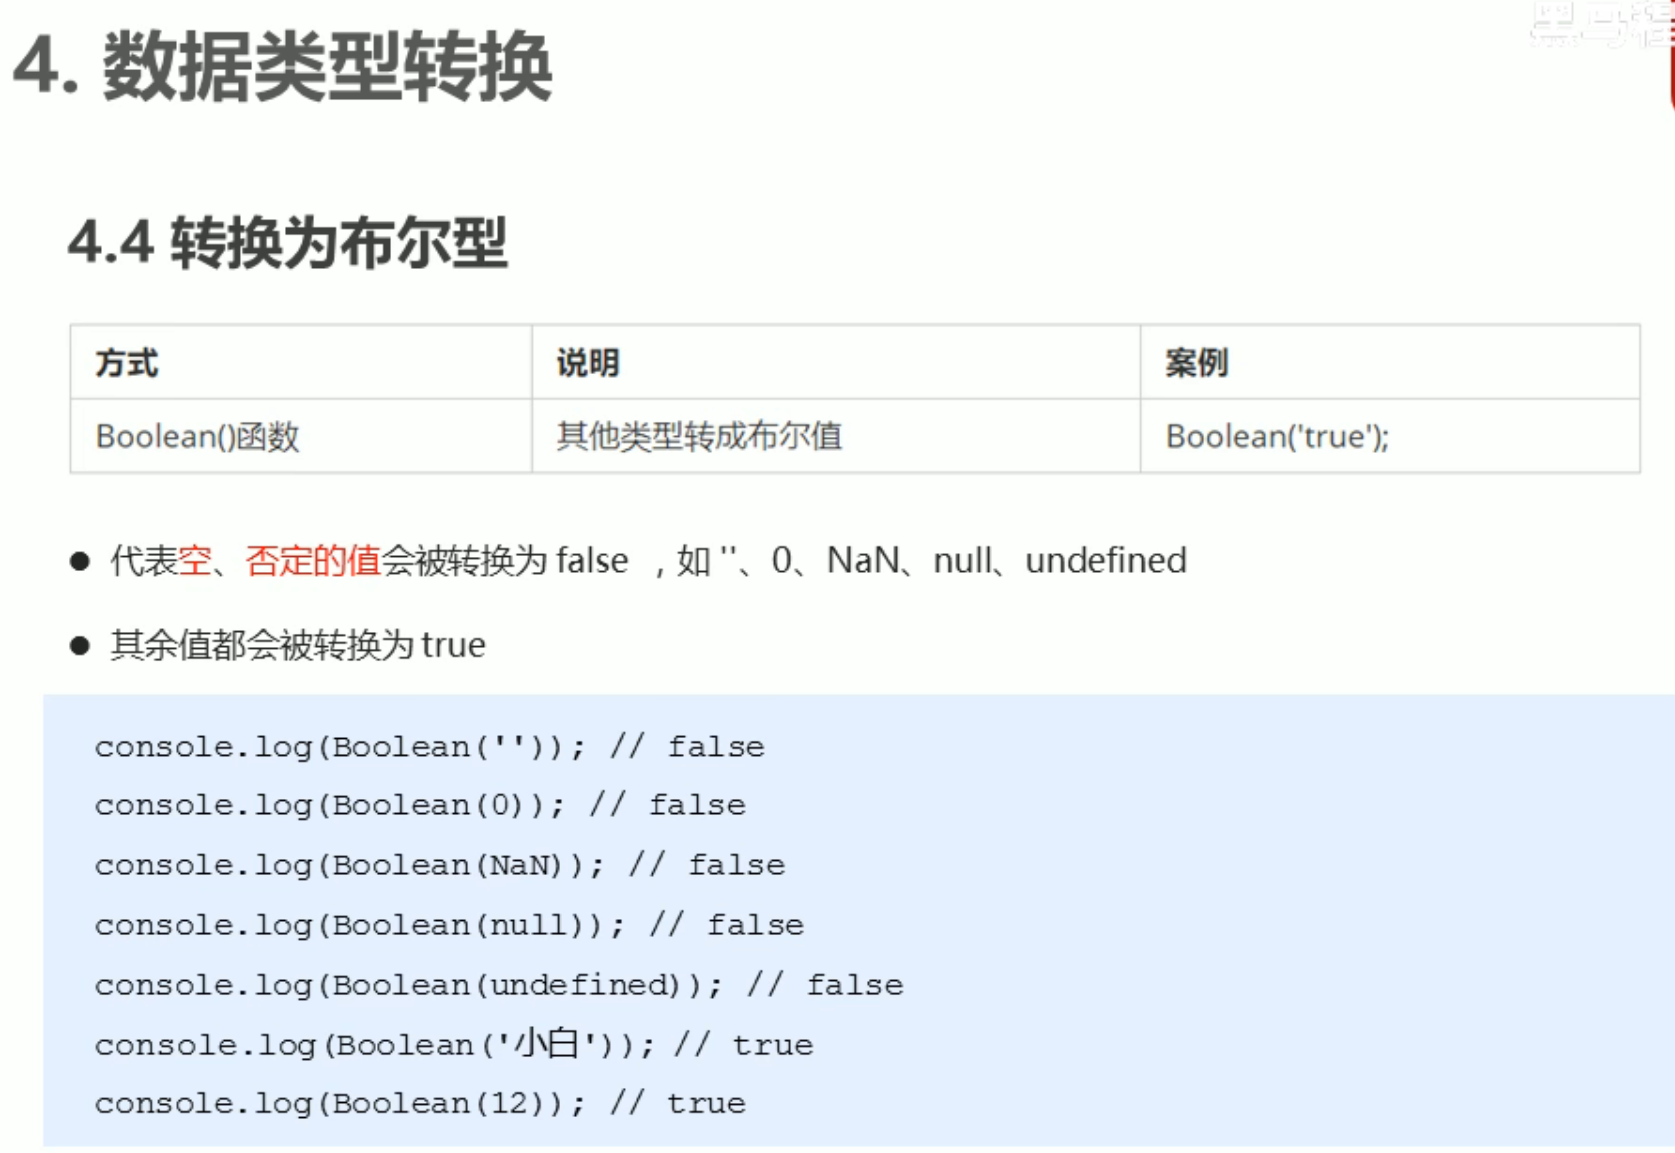 黑马程
4. 数据类型转换
4.4 转换为布尔型
方式 说明 案例
Boolean()函数 其他类型转成布尔值 Boolean('true');
● 代表空、否定的值会被转换为 false ，如 ''、0、NaN、null、undefined
● 其余值都会被转换为 true
console.log(Boolean('')); // false
console.log(Boolean(0)); // false
console.log(Boolean(NaN)); // false
console.log(Boolean(null)); // false
console.log(Boolean(undefined)); // false
console.log(Boolean('小白')); // true
console.log(Boolean(12)); // true